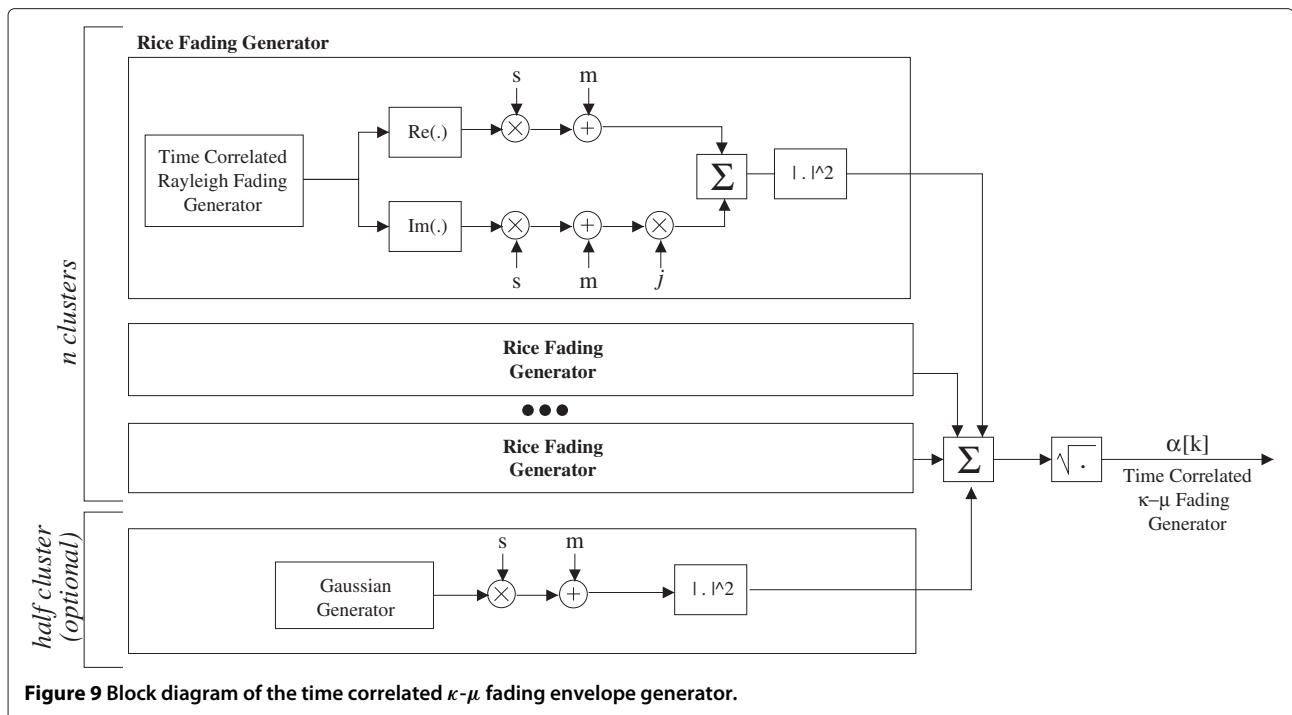 Rice Fading Generator
s
m
Time Correlated
Rayleigh Fading
Generator
Re(.)
×
+
Σ
| . |^2
Im(.)
×
+
×
s
m
j
n clusters
Rice Fading
Generator
•••
Rice Fading
Generator
Σ
√ .
α[k]
Time Correlated
κ–μ Fading
Generator
half cluster
(optional)
s
m
Gaussian
Generator
×
+
| . |^2
Figure 9 Block diagram of the time correlated κ-μ fading envelope generator.